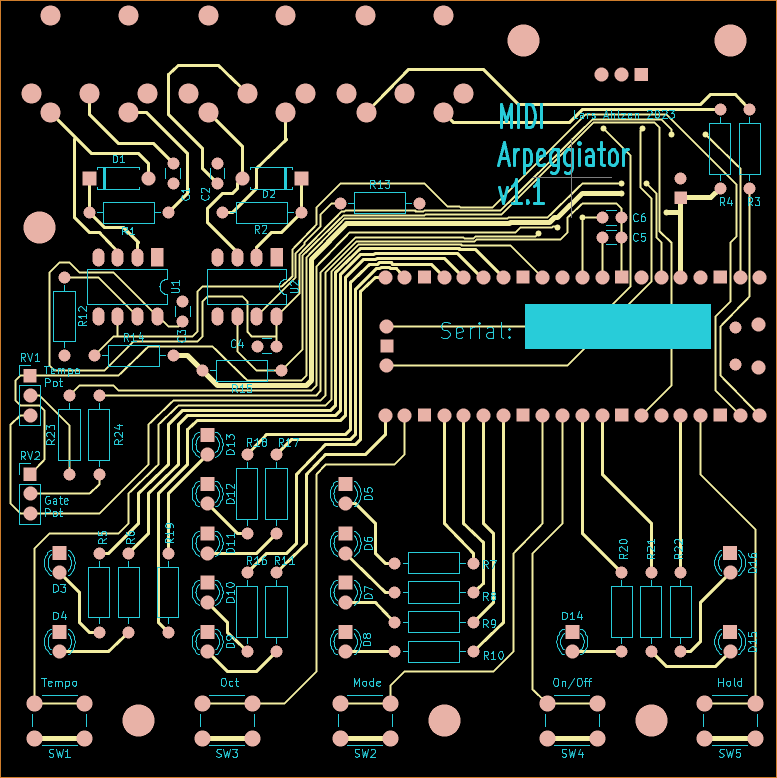 MIDI
Arpeggiator
v1.1
Lars Ahlzen 2023
D1
C1
C2
D2
R1
R2
R13
R4
R3
C6
C5
U1
U2
R12
R14
C3
C4
R15
Serial:
RV1
Tempo
Pot
R23
R24
RV2
Gate
Pot
D13
R18
R17
D12
D11
D10
D9
R16
R11
D5
D6
D7
D8
R7
R8
R9
R10
R5
R6
R19
D3
D4
R20
R21
R22
D14
D16
D15
Tempo
Oct
Mode
On/Off
Hold
SW1
SW3
SW2
SW4
SW5